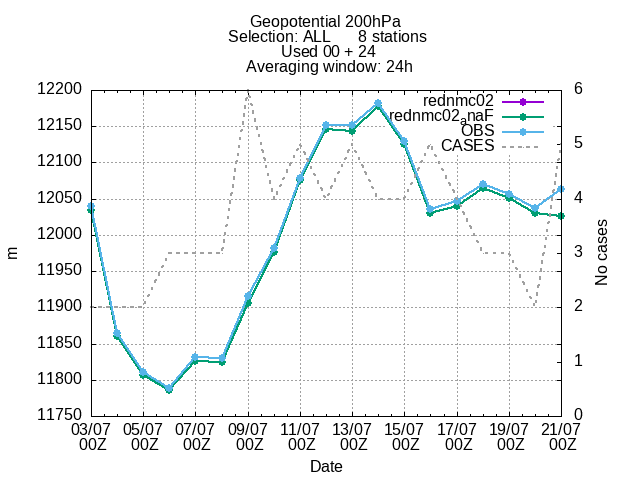 Geopotential 200hPa
Selection: ALL 8 stations
Used 00 + 24
Averaging window: 24h
rednmc02
rednmc02anaF
OBS
CASES
12200
12150
12100
12050
12000
11950
11900
11850
11800
11750
m
6
5
4
3
2
1
0
No cases
03/07 05/07 07/07 09/07 11/07 13/07 15/07 17/07 19/07 21/07
00Z 00Z 00Z 00Z 00Z 00Z 00Z 00Z 00Z 00Z
Date